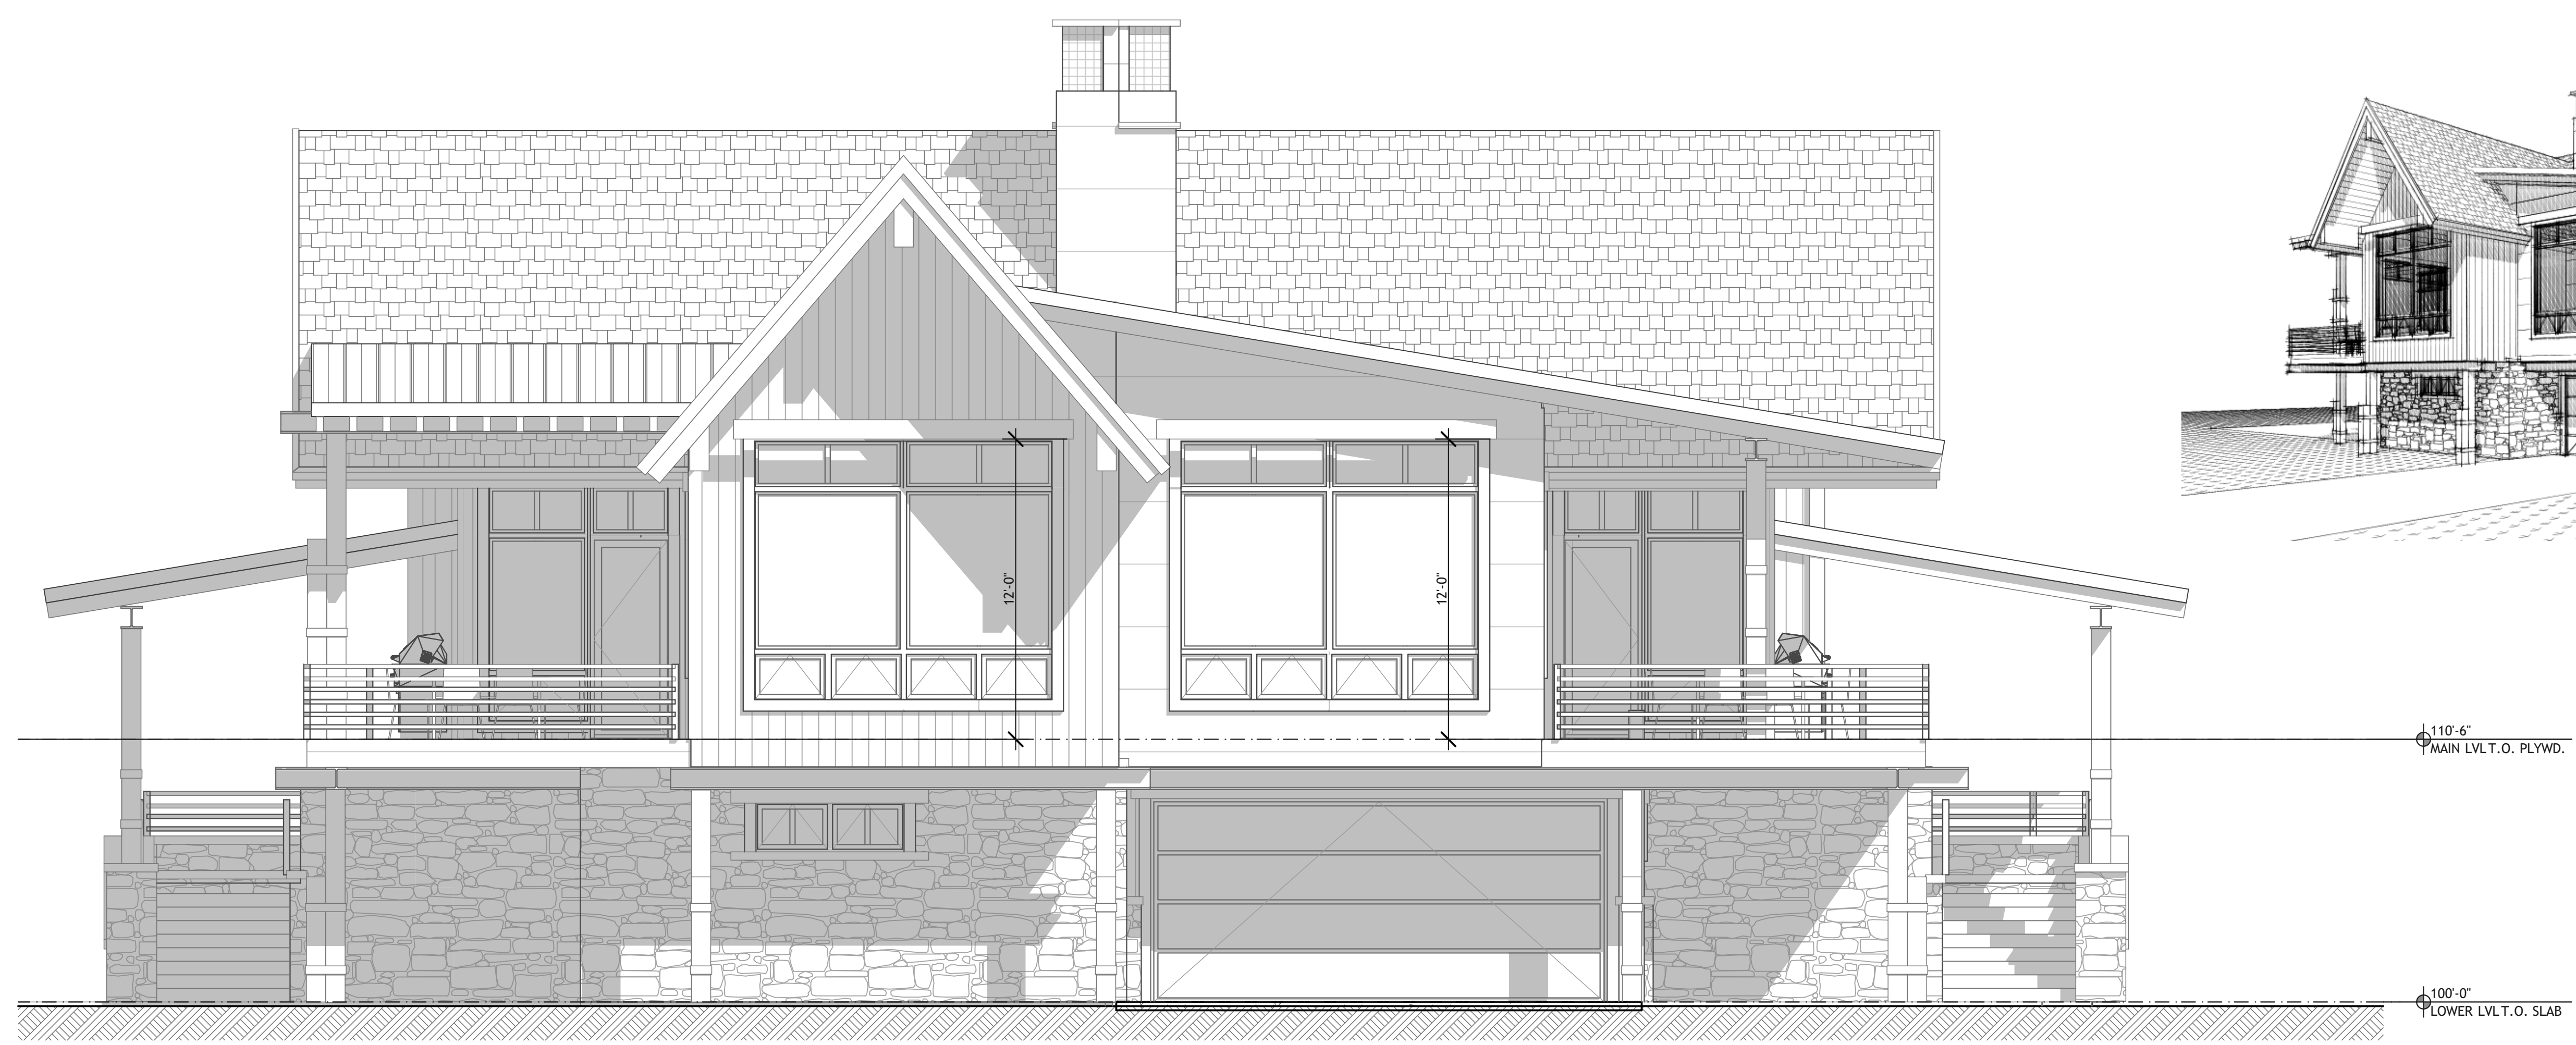 12'-0"
12'-0"
110'-6"
MAIN LVL T.O. PLYWD.
100'-0"
LOWER LVL T.O. SLAB